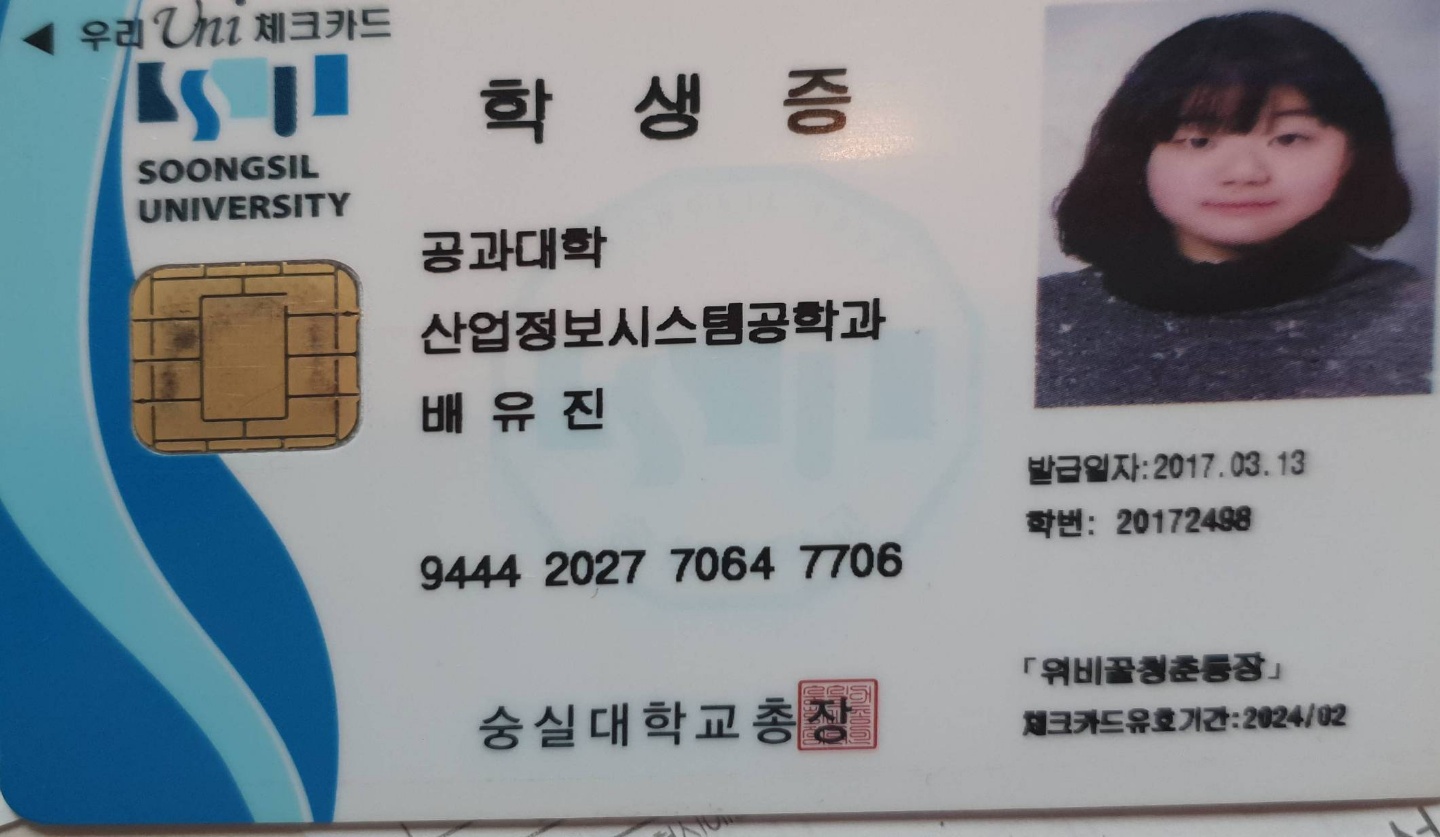 우리 Uni 체크카드
SOONGSIL
UNIVERSITY
학 생 증
공과대학
산업정보시스템공학과
배 유 진
발급일자:2017.03.13
학번: 20172498
9444 2027 7064 7706
「위비꿀청춘통장」
체크카드유효기간:2024/02
숭실대학교총장